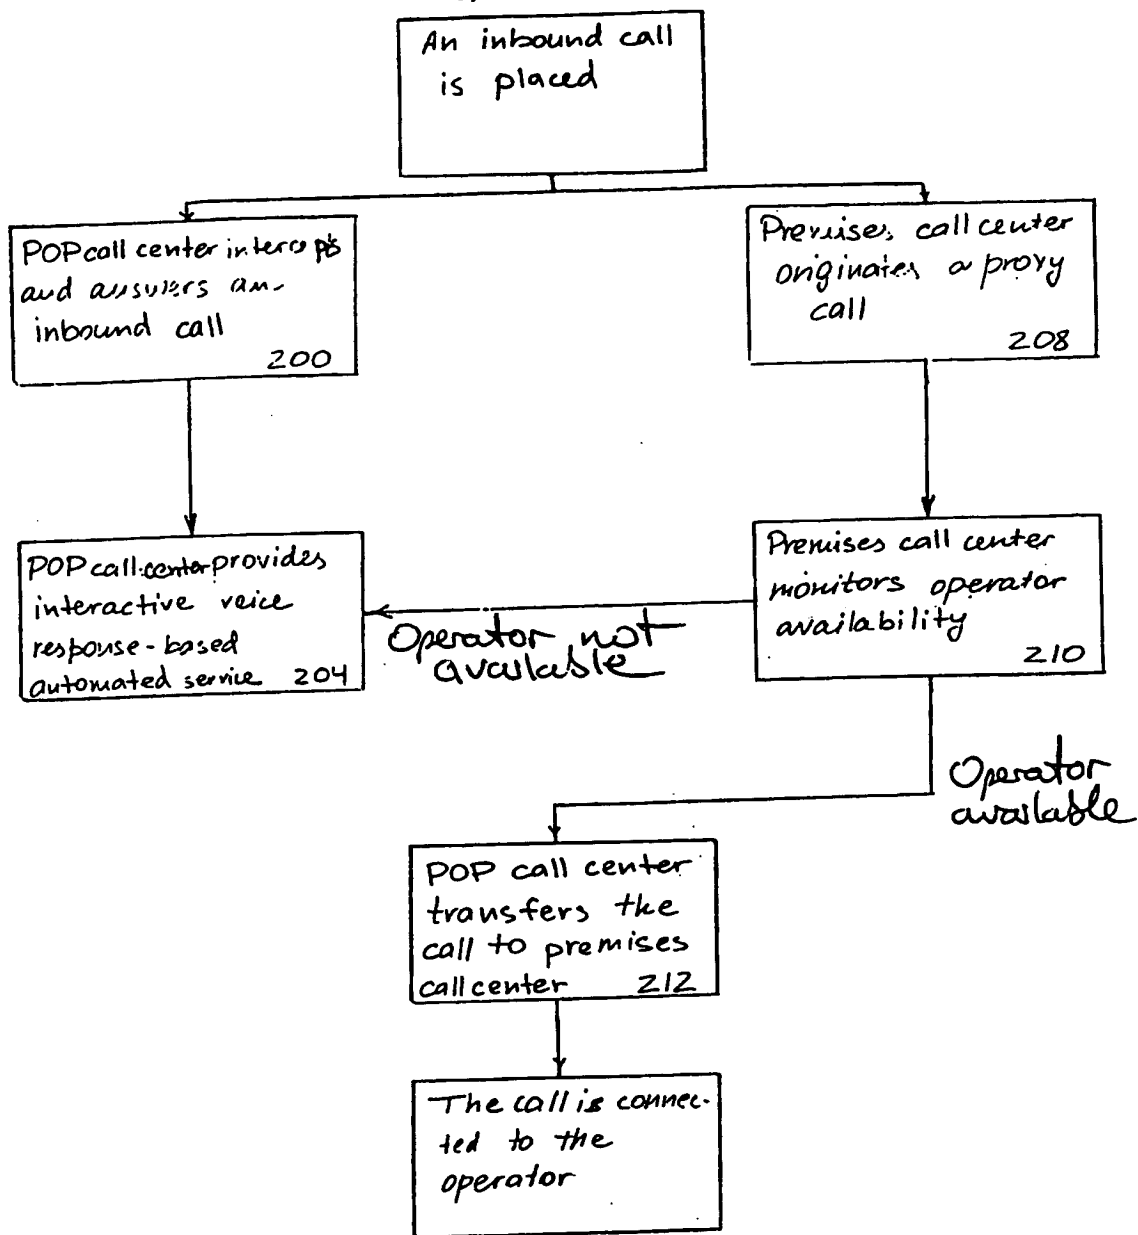 An inbound call
is placed
POP call center intercepts
and answers an
inbound call
200
Premises call center
originates a proxy
call
208
POP call center provides
interactive voice
response-based
automated service 204
Operator not
available
Premises call center
monitors operator
availability
210
Operator
available
POP call center
transfers the
call to premises
call center 212
The call is connec-
ted to the
operator